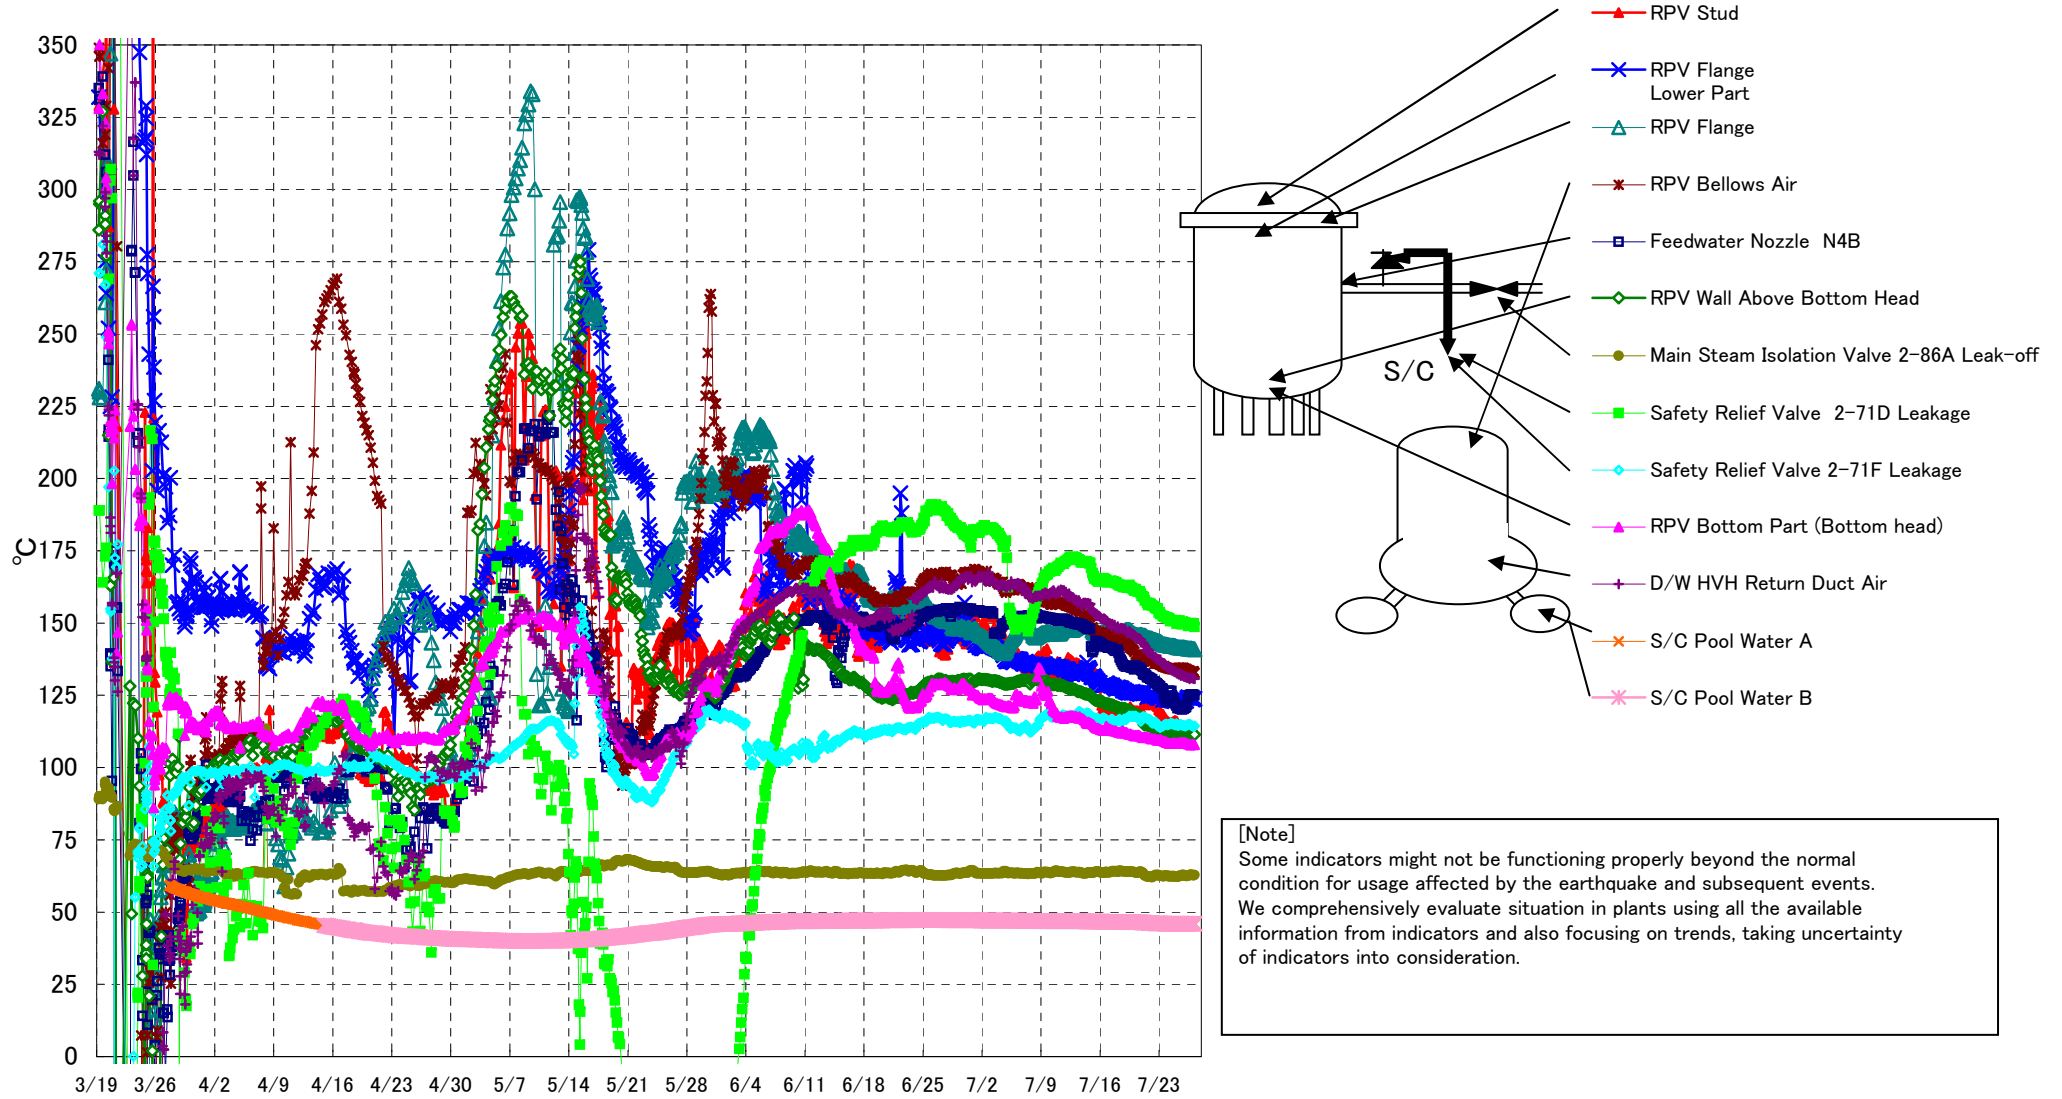 350
325
300
275
250
225
200
175
150
125
100
75
50
25
0
℃
3/19 3/26 4/2 4/9 4/16 4/23 4/30 5/7 5/14 5/21 5/28 6/4 6/11 6/18 6/25 7/2 7/9 7/16 7/23
RPV Stud
RPV Flange
Lower Part
RPV Flange
RPV Bellows Air
Feedwater Nozzle N4B
RPV Wall Above Bottom Head
Main Steam Isolation Valve 2-86A Leak-off
Safety Relief Valve 2-71D Leakage
Safety Relief Valve 2-71F Leakage
RPV Bottom Part (Bottom head)
D/W HVH Return Duct Air
S/C Pool Water A
S/C Pool Water B
S/C
[Note]
Some indicators might not be functioning properly beyond the normal
condition for usage affected by the earthquake and subsequent events.
We comprehensively evaluate situation in plants using all the available
information from indicators and also focusing on trends, taking uncertainty
of indicators into consideration.